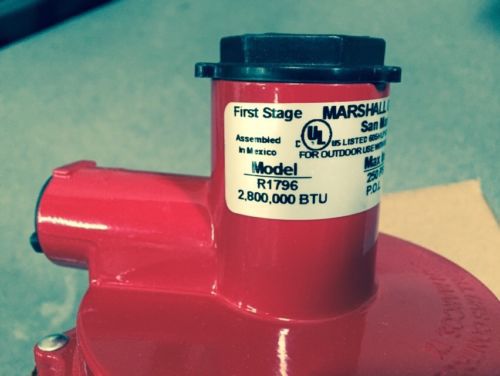 First Stage MARSHALL
San
Assembled
in Mexico
C UL US LISTED
FOR OUTDOOR USE
Model
R1796
2,800,000 BTU
Max
250
P.O.L.